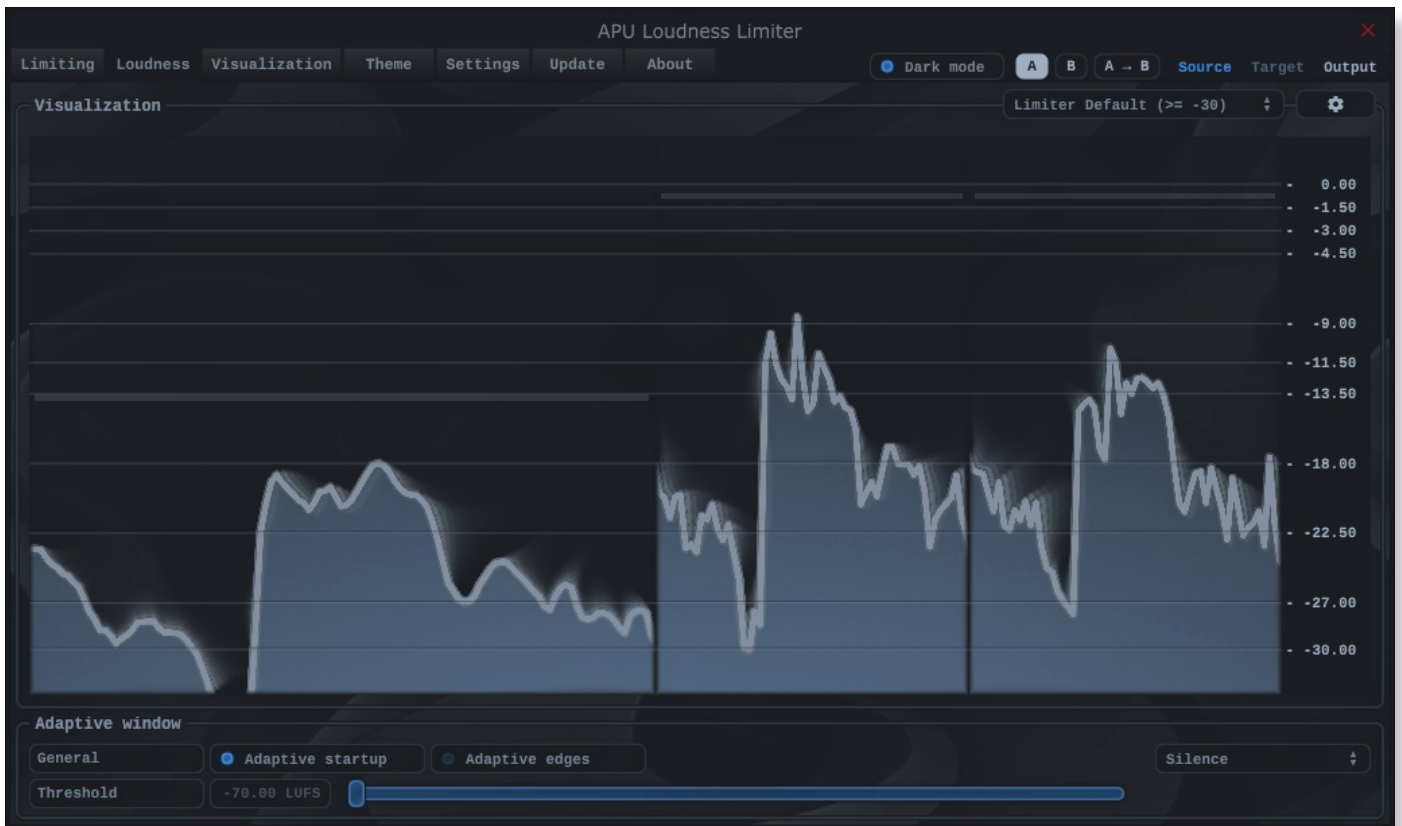 APU Loudness Limiter
Limiting Loudness Visualization Theme Settings Update About Dark mode A B A → B Source Target Output
Visualization Limiter Default (>= -30)
- 0.00
- -1.50
- -3.00
- -4.50
- -9.00
- -11.50
- -13.50
- -18.00
- -22.50
- -27.00
- -30.00
Adaptive window
General Adaptive startup Adaptive edges Silence
Threshold -70.00 LUFS